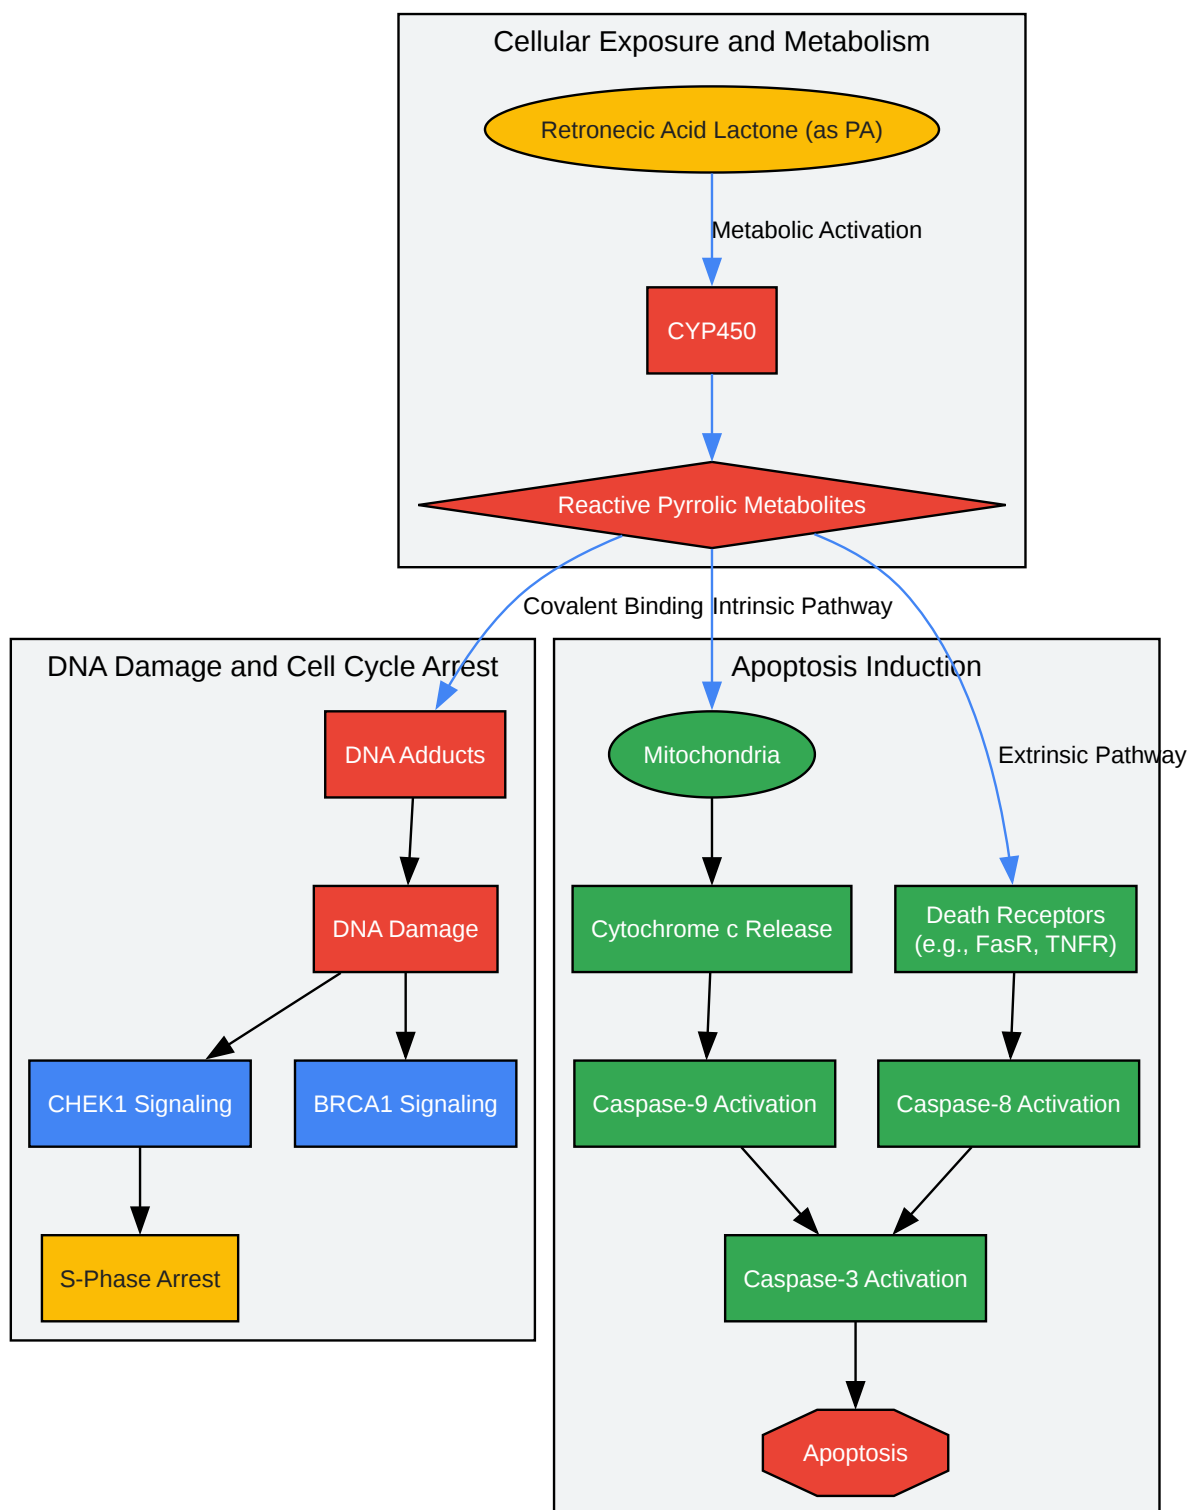 Cellular Exposure and Metabolism
Retronecic Acid Lactone (as PA)
Metabolic Activation
CYP450
Reactive Pyrrolic Metabolites
Covalent Binding
Intrinsic Pathway
DNA Damage and Cell Cycle Arrest
Apoptosis Induction
DNA Adducts
Mitochondria
Extrinsic Pathway
DNA Damage
Cytochrome c Release
Death Receptors
(e.g., FasR, TNFR)
CHEK1 Signaling
BRCA1 Signaling
Caspase-9 Activation
Caspase-8 Activation
S-Phase Arrest
Caspase-3 Activation
Apoptosis